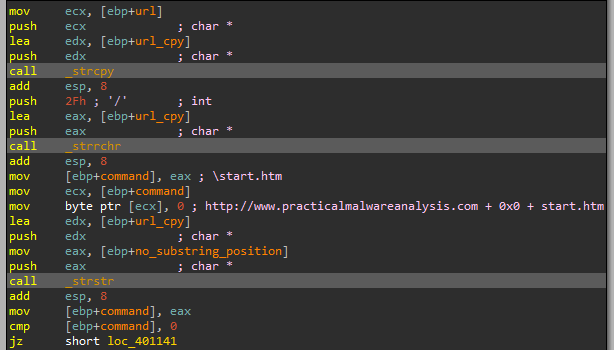 mov ecx, [ebp+url]
push ecx ; char *
lea edx, [ebp+url_cpy]
push edx ; char *
call _strcpy
add esp, 8
push 2Fh ; '/' ; int
lea eax, [ebp+url_cpy]
push eax ; char *
call _strrchr
add esp, 8
mov [ebp+command], eax ; \start.htm
mov ecx, [ebp+command]
mov byte ptr [ecx], 0 ; http://www.practicalmalwareanalysis.com + 0x0 + start.htm
lea edx, [ebp+url_cpy]
push edx ; char *
mov eax, [ebp+no_substring_position]
push eax ; char *
call _strstr
add esp, 8
mov [ebp+command], eax
cmp [ebp+command], 0
jz short loc_401141